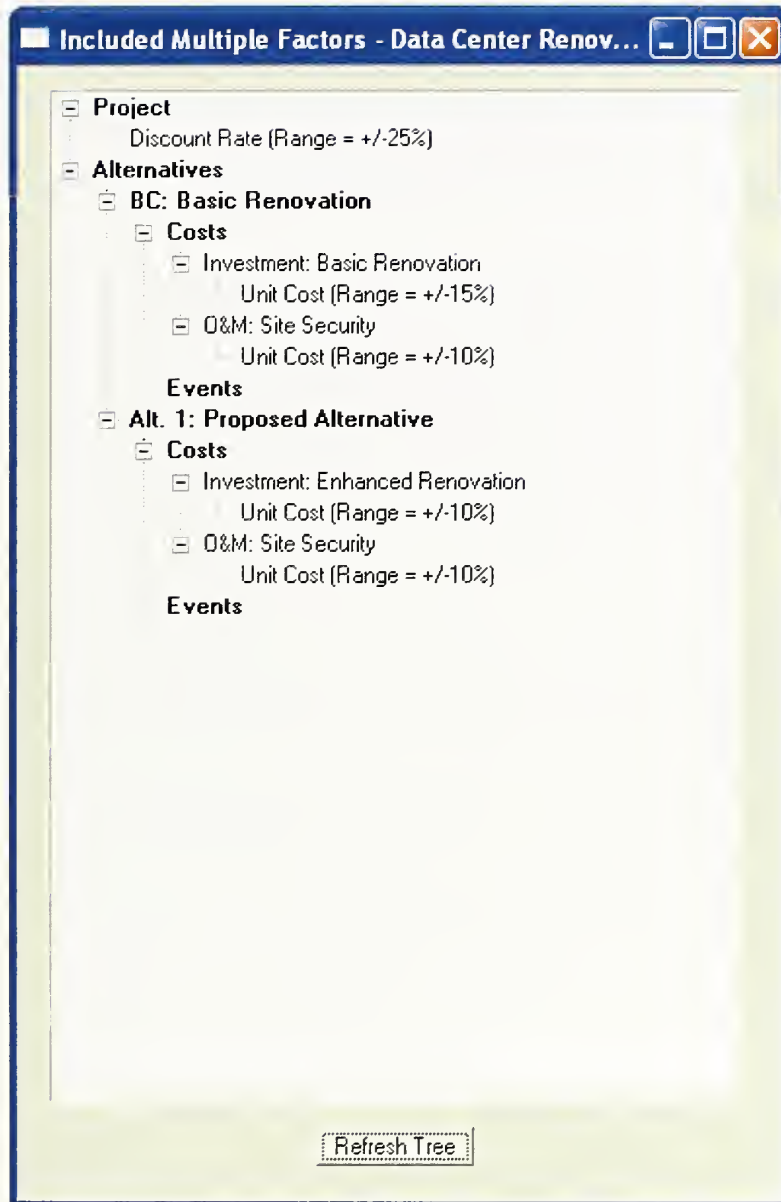 Included Multiple Factors - Data Center Renov...
Project
Discount Rate (Range = +/-25%)
Alternatives
BC: Basic Renovation
Costs
Investment: Basic Renovation
Unit Cost (Range = +/-15%)
O&M: Site Security
Unit Cost (Range = +/-10%)
Events
Alt. 1: Proposed Alternative
Costs
Investment: Enhanced Renovation
Unit Cost (Range = +/-10%)
O&M: Site Security
Unit Cost (Range = +/-10%)
Events
Refresh Tree